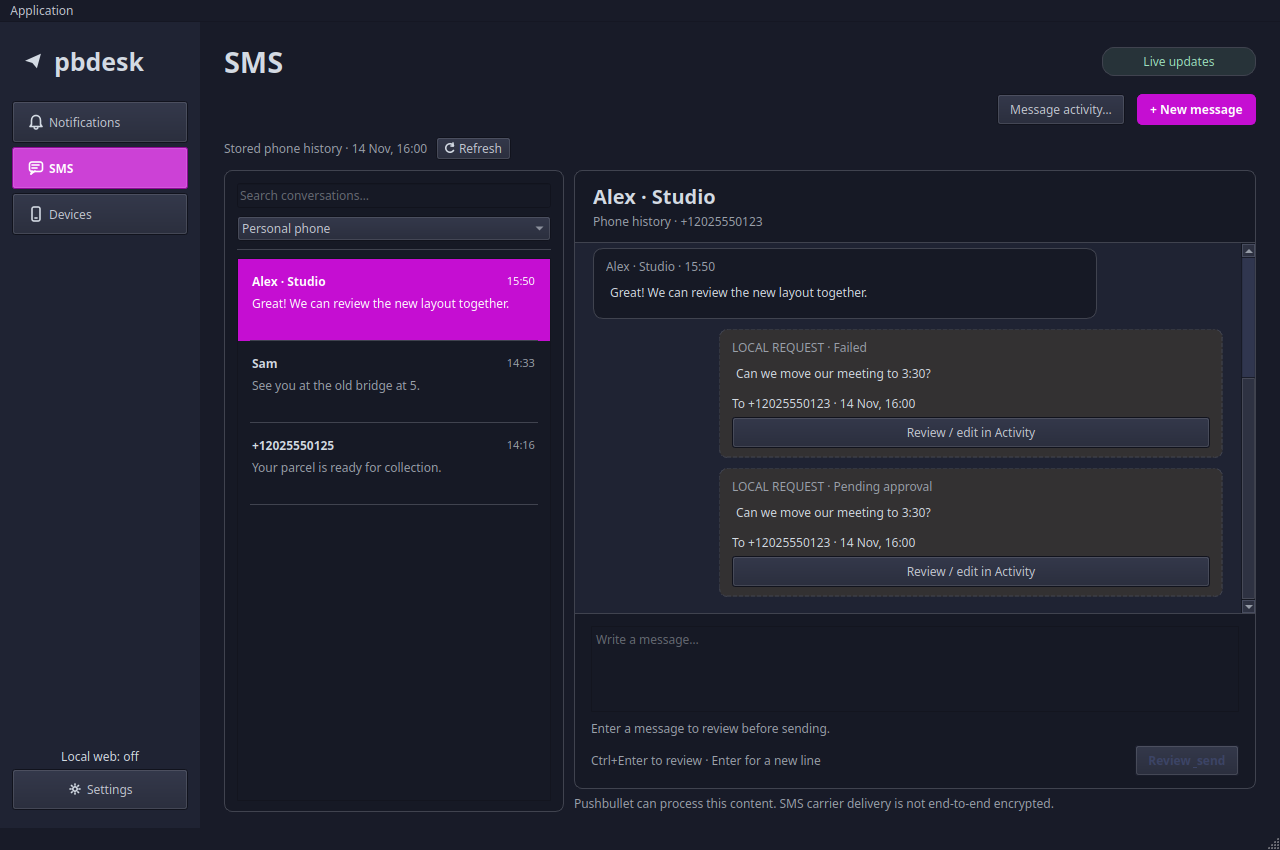 Application
pbdesk
Notifications
SMS
Devices
Local web: off
Settings
SMS
Live updates
Message activity...
+ New message
Stored phone history · 14 Nov, 16:00
Refresh
Search conversations...
Personal phone
Alex · Studio 15:50
Great! We can review the new layout together.
Sam 14:33
See you at the old bridge at 5.
+12025550125 14:16
Your parcel is ready for collection.
Alex · Studio
Phone history · +12025550123
Alex · Studio · 15:50
Great! We can review the new layout together.
LOCAL REQUEST · Failed
Can we move our meeting to 3:30?
To +12025550123 · 14 Nov, 16:00
Review / edit in Activity
LOCAL REQUEST · Pending approval
Can we move our meeting to 3:30?
To +12025550123 · 14 Nov, 16:00
Review / edit in Activity
Write a message...
Enter a message to review before sending.
Ctrl+Enter to review · Enter for a new line
Review_send
Pushbullet can process this content. SMS carrier delivery is not end-to-end encrypted.